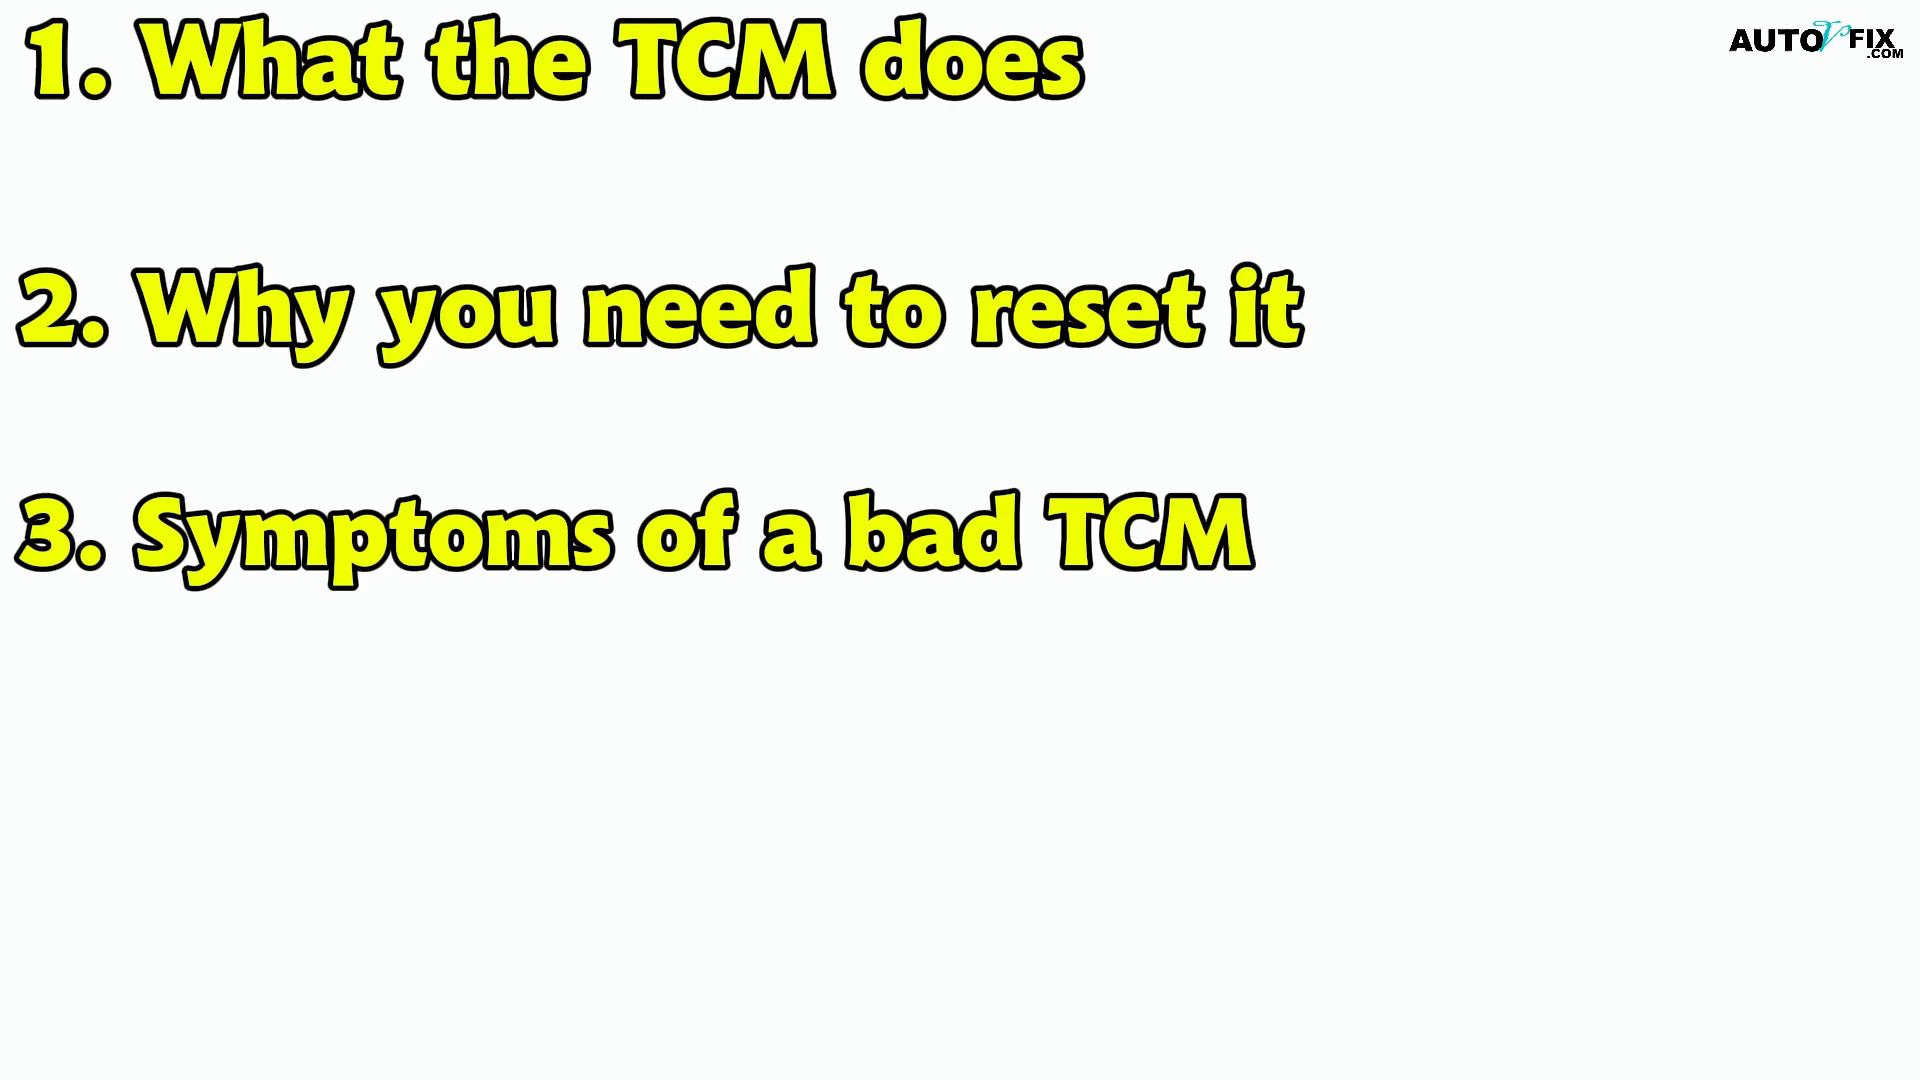 1. What the TCM does
AUTO V FIX
.COM
2. Why you need to reset it
3. Symptoms of a bad TCM